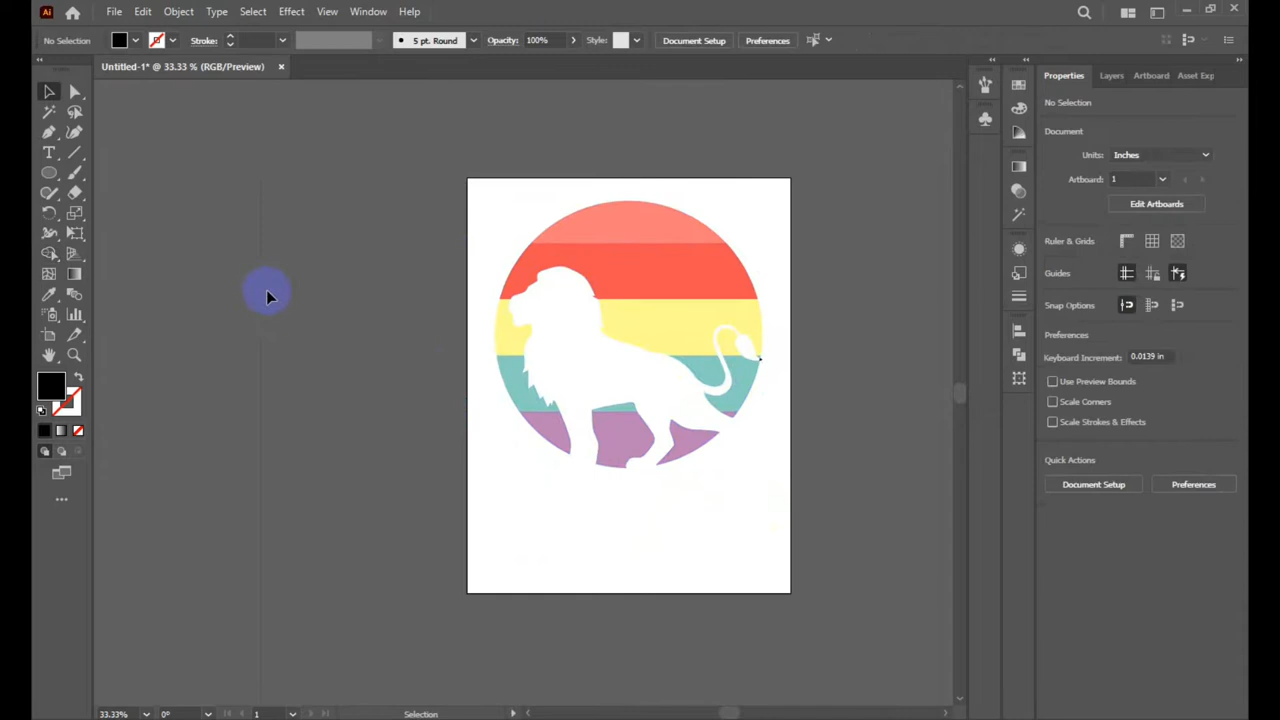 Ai File Edit Object Type Select Effect View Window Help
No Selection Stroke: 5 pt. Round Opacity: 100% Style: Document Setup Preferences
Untitled-1* @ 33.33 % (RGB/Preview) ×
Properties Layers Artboard Asset Exp
No Selection
Document
Units: Inches
Artboard: 1
Edit Artboards
Ruler & Grids
Guides
Snap Options
Preferences
Keyboard Increment: 0.0139 in
Use Preview Bounds
Scale Corners
Scale Strokes & Effects
Quick Actions
Document Setup Preferences
33.33% 0° 1 Selection